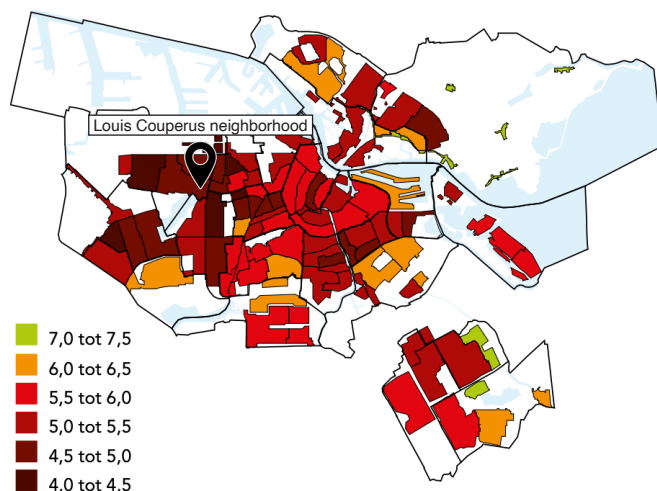 Louis Couperus neighborhood
7,0 tot 7,5
6,0 tot 6,5
5,5 tot 6,0
5,0 tot 5,5
4,5 tot 5,0
4,0 tot 4,5